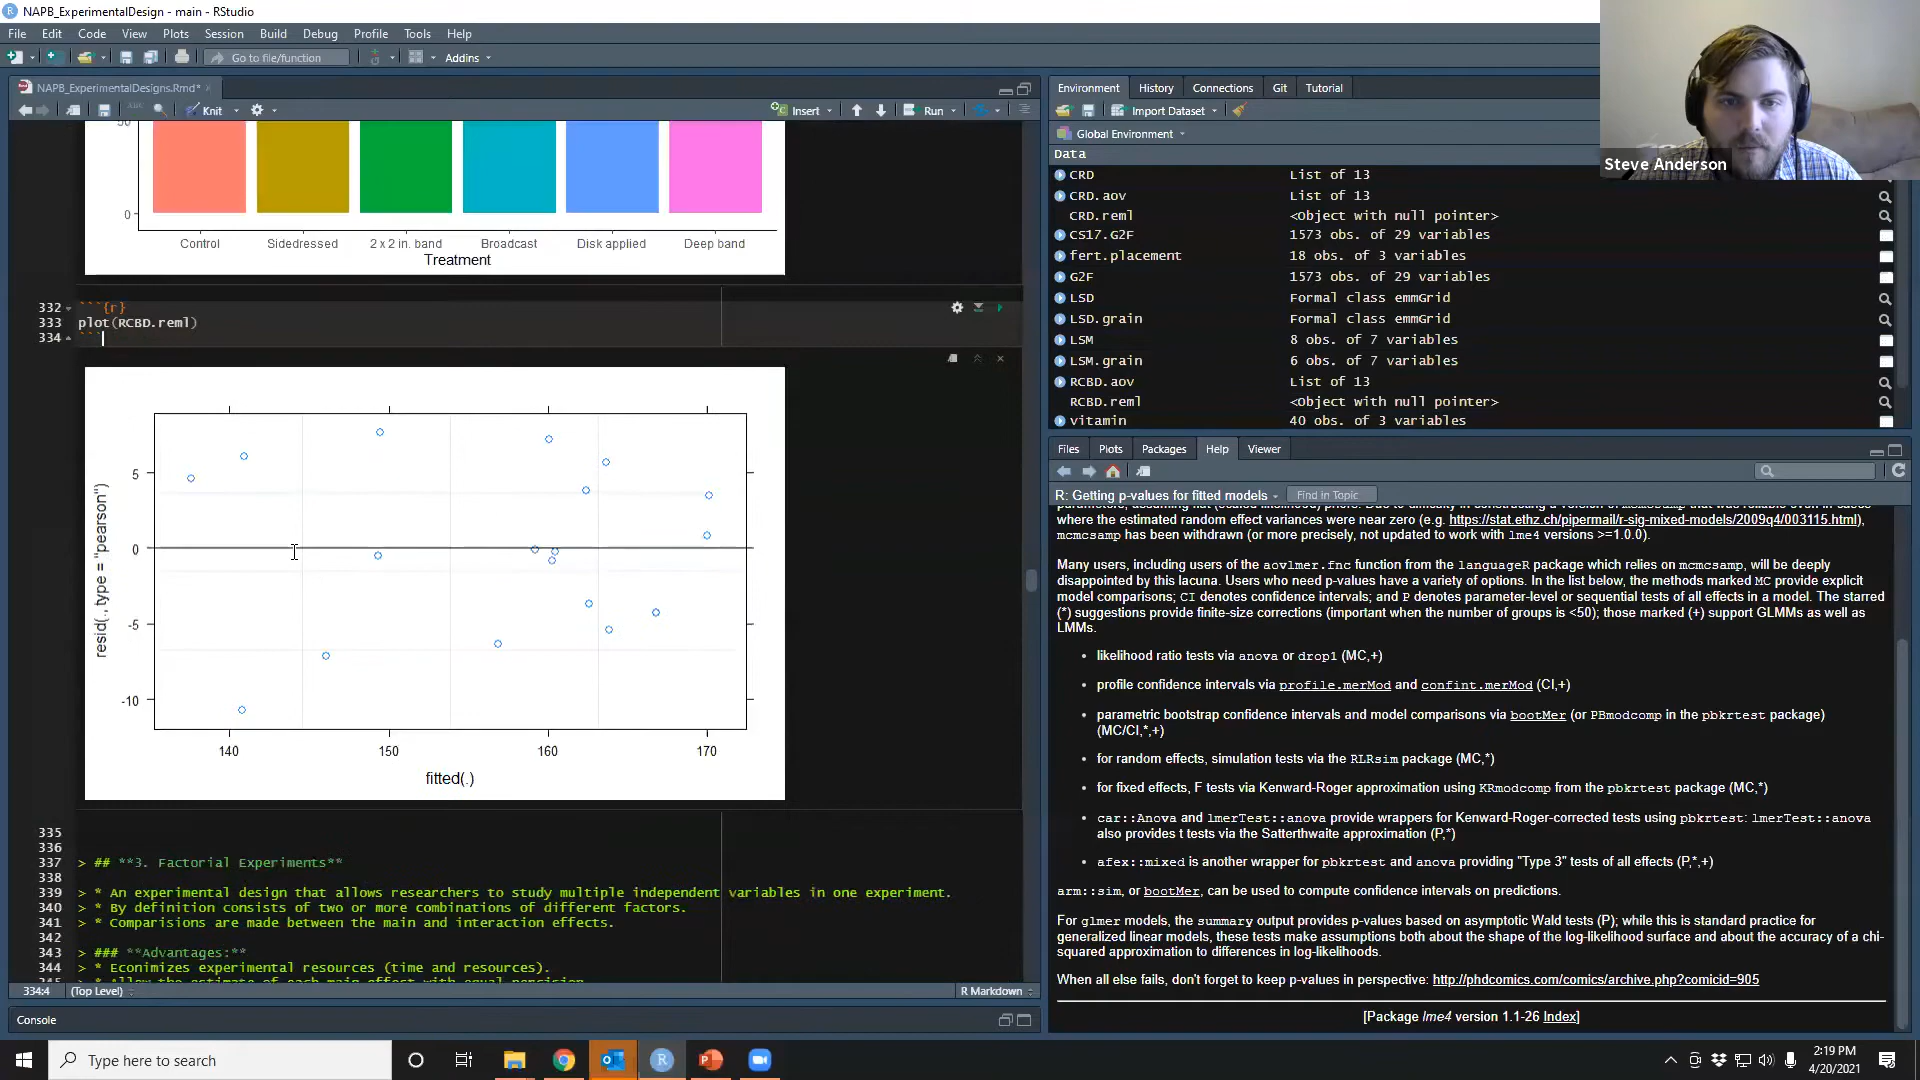 NAPB_ExperimentalDesign - main - RStudio
File Edit Code View Plots Session Build Debug Profile Tools Help
Go to file/function
Addins
NAPB_ExperimentalDesigns.Rmd*
Knit
Insert
Run
0
Control Sidedressed 2 x 2 in. band Broadcast Disk applied Deep band
Treatment
332 ```{r}
333 plot(RCBD.reml)
334 ```
5
0
-5
-10
resid(., type = "pearson")
140 150 160 170
fitted(.)
335
336
337 > ## **3. Factorial Experiments**
338
339 > * An experimental design that allows researchers to study multiple independent variables in one experiment.
340 > * By definition consists of two or more combinations of different factors.
341 > * Comparisions are made between the main and interaction effects.
342
343 > ### **Advantages:**
344 > * Econimizes experimental resources (time and resources).
334:4 (Top Level) R Markdown
Console
Environment History Connections Git Tutorial
Import Dataset
Global Environment
Data
CRD List of 13
CRD.aov List of 13
CRD.reml <Object with null pointer>
CS17.G2F 1573 obs. of 29 variables
fert.placement 18 obs. of 3 variables
G2F 1573 obs. of 29 variables
LSD Formal class emmGrid
LSD.grain Formal class emmGrid
LSM 8 obs. of 7 variables
LSM.grain 6 obs. of 7 variables
RCBD.aov List of 13
RCBD.reml <Object with null pointer>
vitamin 40 obs. of 3 variables
Steve Anderson
Files Plots Packages Help Viewer
R: Getting p-values for fitted models Find in Topic
where the estimated random effect variances were near zero (e.g. https://stat.ethz.ch/pipermail/r-sig-mixed-models/2009q4/003115.html),
mcmcsamp has been withdrawn (or more precisely, not updated to work with lme4 versions >=1.0.0).
Many users, including users of the aovlmer.fnc function from the languageR package which relies on mcmcsamp, will be deeply
disappointed by this lacuna. Users who need p-values have a variety of options. In the list below, the methods marked MC provide explicit
model comparisons; CI denotes confidence intervals; and P denotes parameter-level or sequential tests of all effects in a model. The starred
(*) suggestions provide finite-size corrections (important when the number of groups is <50); those marked (+) support GLMMs as well as
LMMs.
• likelihood ratio tests via anova or drop1 (MC,+)
• profile confidence intervals via profile.merMod and confint.merMod (CI,+)
• parametric bootstrap confidence intervals and model comparisons via bootMer (or PBmodcomp in the pbkrtest package)
(MC/CI,*,+)
• for random effects, simulation tests via the RLRsim package (MC,*)
• for fixed effects, F tests via Kenward-Roger approximation using KRmodcomp from the pbkrtest package (MC,*)
• car::Anova and lmerTest::anova provide wrappers for Kenward-Roger-corrected tests using pbkrtest: lmerTest::anova
also provides t tests via the Satterthwaite approximation (P,*)
• afex::mixed is another wrapper for pbkrtest and anova providing "Type 3" tests of all effects (P,*,+)
arm::sim, or bootMer, can be used to compute confidence intervals on predictions.
For glmer models, the summary output provides p-values based on asymptotic Wald tests (P); while this is standard practice for
generalized linear models, these tests make assumptions both about the shape of the log-likelihood surface and about the accuracy of a chi-
squared approximation to differences in log-likelihoods.
When all else fails, don't forget to keep p-values in perspective: http://phdcomics.com/comics/archive.php?comicid=905
[Package lme4 version 1.1-26 Index]
Type here to search
2:19 PM
4/20/2021